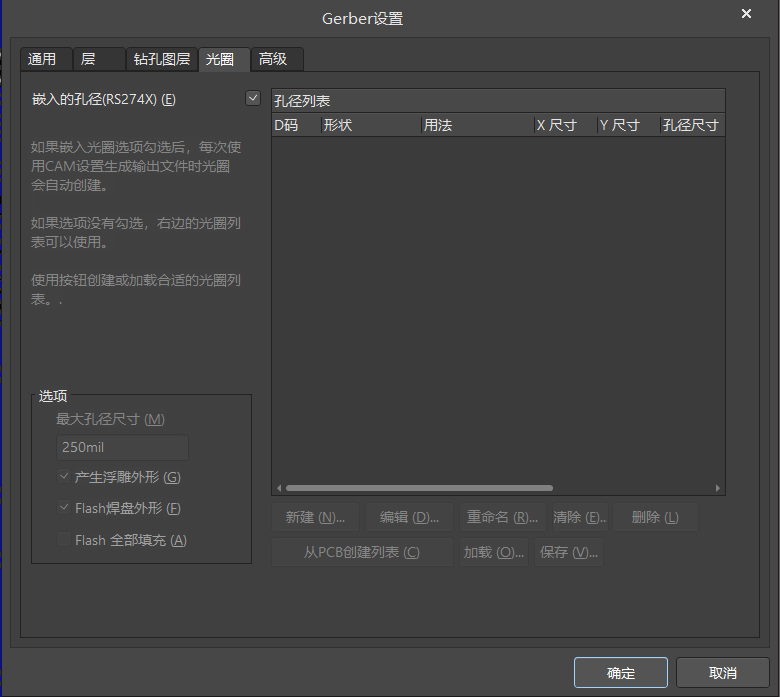 Gerber设置
通用 层 钻孔图层 光圈 高级
嵌入的孔径(RS274X) (E)
如果嵌入光圈选项勾选后，每次使
用CAM设置生成输出文件时光圈
会自动创建。
如果选项没有勾选，右边的光圈列
表可以使用。
使用按钮创建或加载合适的光圈列
表。.
孔径列表
D码 形状 用法 X 尺寸 Y 尺寸 孔径尺寸
选项
最大孔径尺寸 (M)
250mil
产生浮雕外形 (G)
Flash焊盘外形 (F)
Flash 全部填充 (A)
新建 (N)... 编辑 (D)... 重命名 (R)... 清除 (E).. 删除 (L)
从PCB创建列表 (C) 加载 (O)... 保存 (V)...
确定 取消